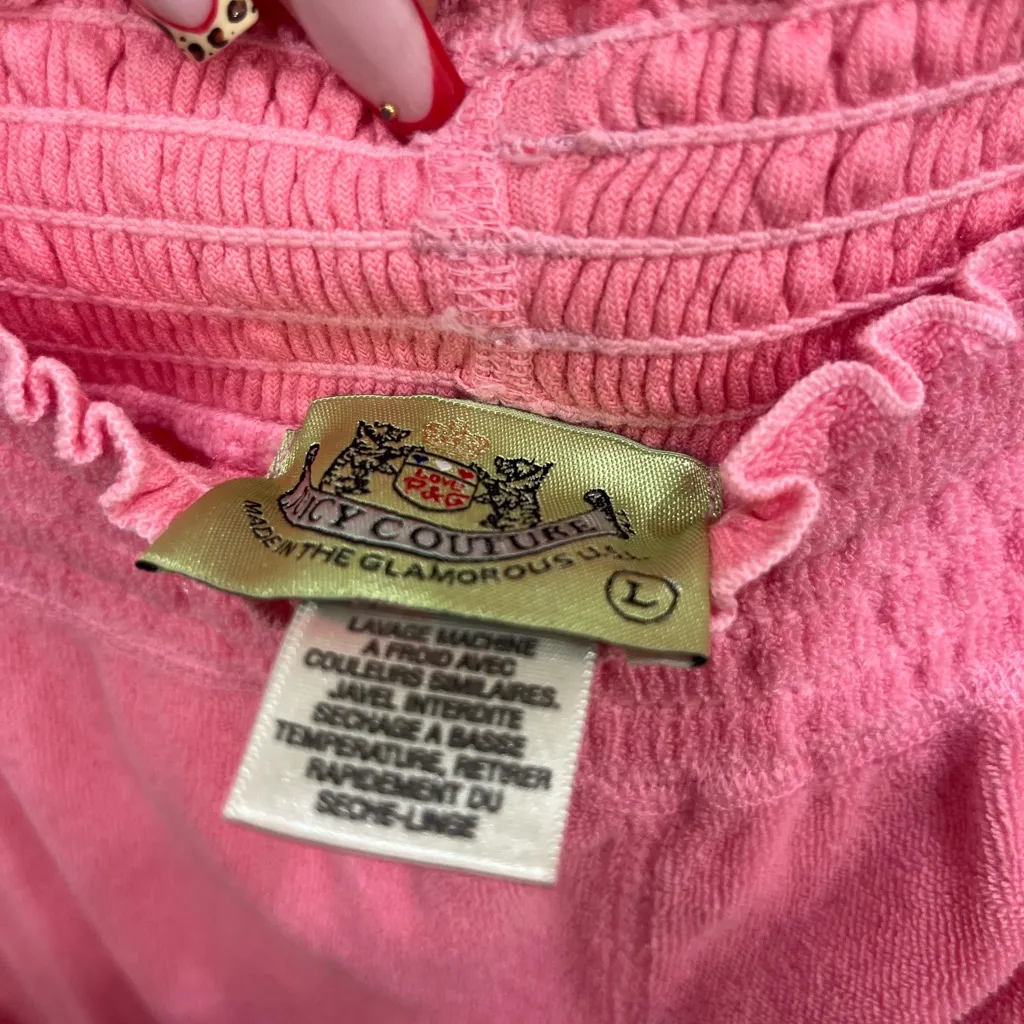 LOVE
P&G
JUICY COUTURE
MADE IN THE GLAMOROUS U.S.A.
L
LAVAGE MACHINE
A FROID AVEC
COULEURS SIMILAIRES.
JAVEL INTERDITE
SECHAGE A BASSE
TEMPERATURE, RETIRER
RAPIDEMENT DU
SECHE-LINGE